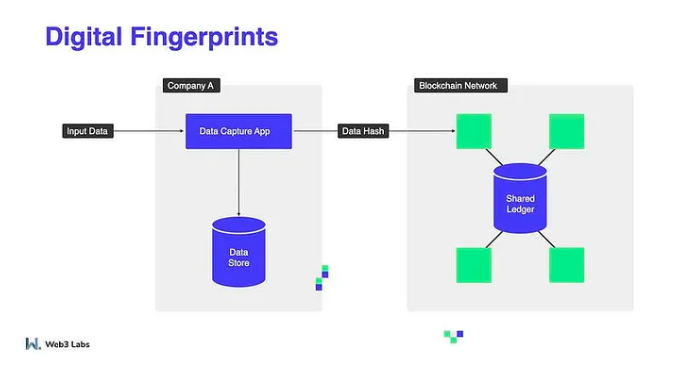 Digital Fingerprints
Company A
Blockchain Network
Input Data
Data Capture App
Data Hash
Shared
Ledger
Data
Store
Web3 Labs